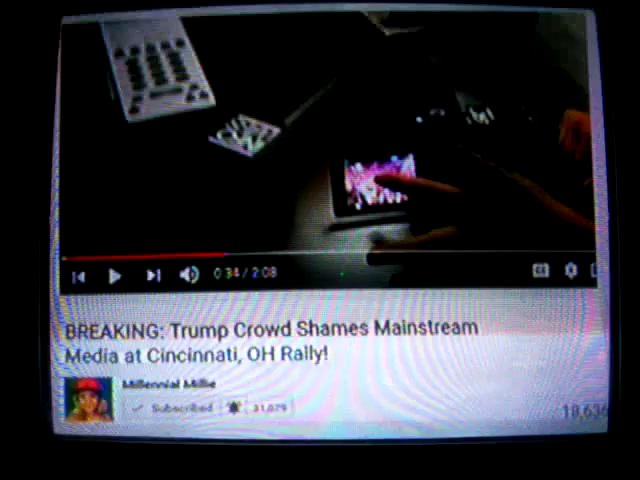 0:34 / 2:08
BREAKING: Trump Crowd Shames Mainstream
Media at Cincinnati, OH Rally!
Millennial Millie
Subscribed 31,079
18,636